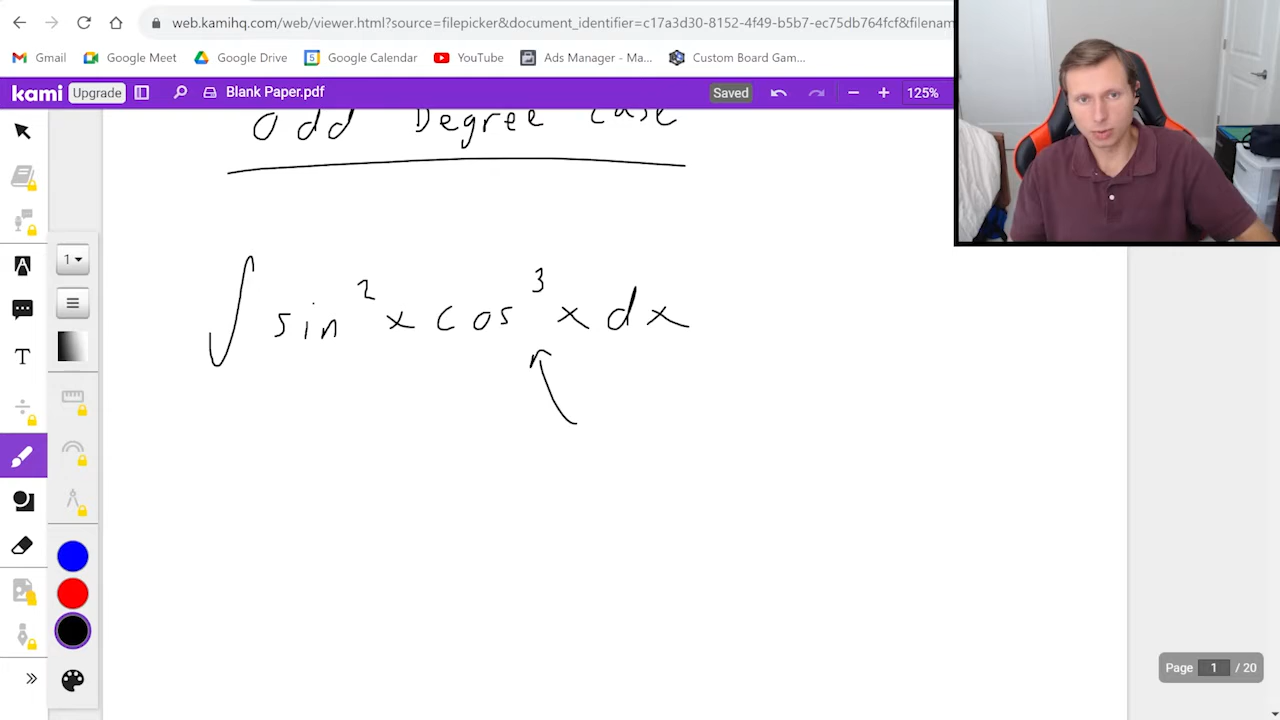 web.kamihq.com/web/viewer.html?source=filepicker&document_identifier=c17a3d30-8152-4f49-b5b7-ec75db764fcf&filenam
Gmail Google Meet Google Drive Google Calendar YouTube Ads Manager - Ma... Custom Board Gam...
kami Upgrade Blank Paper.pdf Saved 125%
Odd Degree Case
1
∫ sin² x cos³ x dx
T
Page 1 / 20